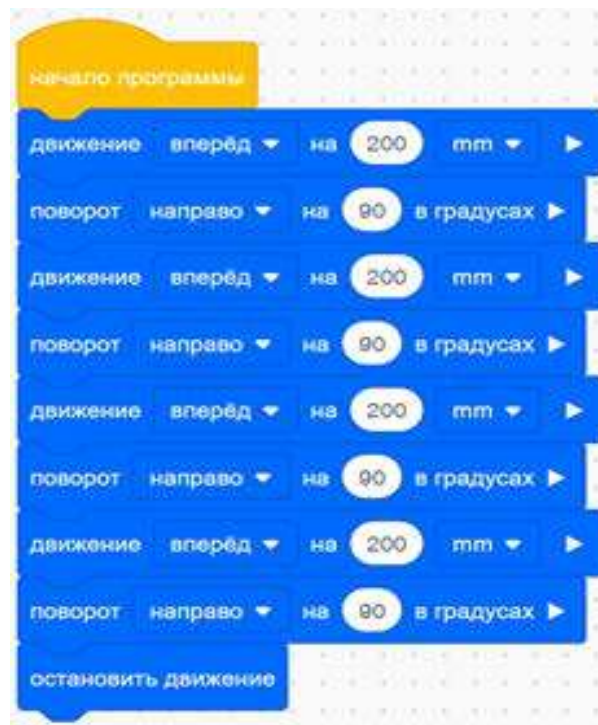 начало программы
движение вперёд на 200 mm
поворот направо на 90 в градусах
движение вперёд на 200 mm
поворот направо на 90 в градусах
движение вперёд на 200 mm
поворот направо на 90 в градусах
движение вперёд на 200 mm
поворот направо на 90 в градусах
остановить движение